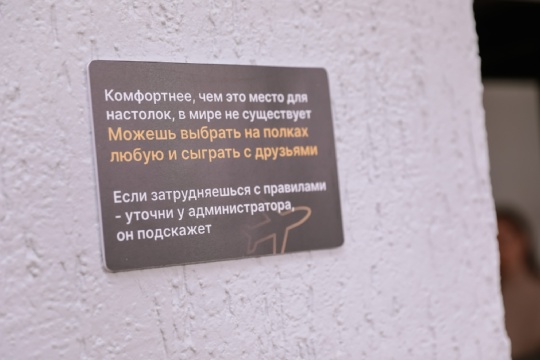 Комфортнее, чем это место для
настолок, в мире не существует
Можешь выбрать на полках
любую и сыграть с друзьями
Если затрудняешься с правилами
- уточни у администратора,
он подскажет